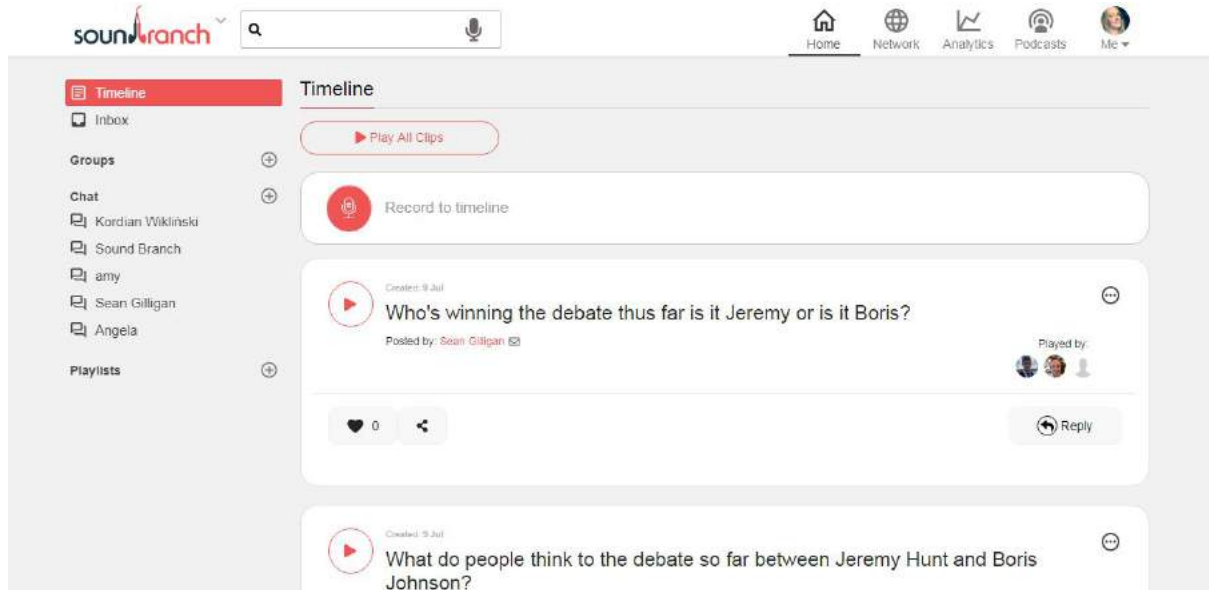 soundbranch
Home
Network
Analytics
Podcasts
Me
Timeline
Inbox
Groups
Chat
Kordian Wikliński
Sound Branch
amy
Sean Gilligan
Angela
Playlists
Timeline
Play All Clips
Record to timeline
Created: 9 Jul
Who's winning the debate thus far is it Jeremy or is it Boris?
Posted by: Sean Gilligan
Played by:
0
Reply
Created: 9 Jul
What do people think to the debate so far between Jeremy Hunt and Boris
Johnson?